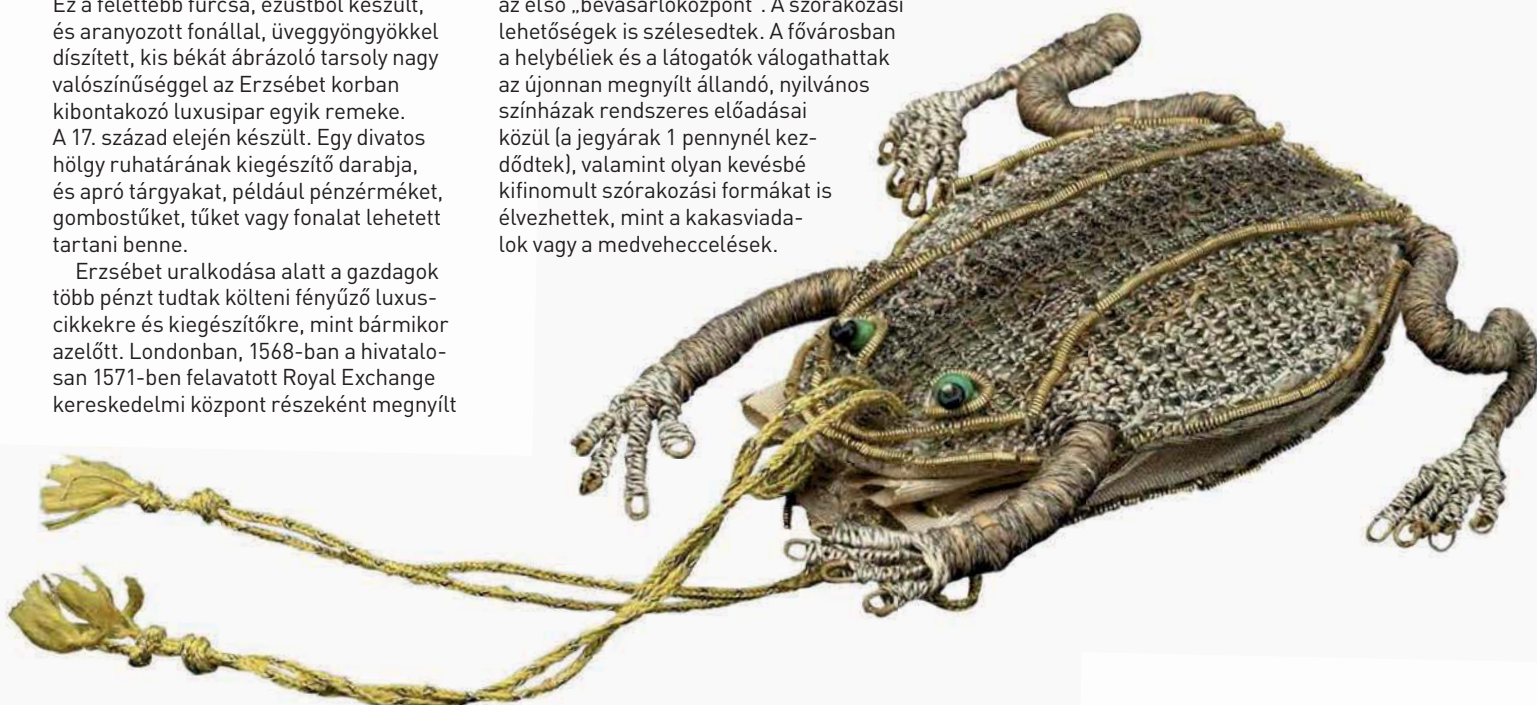 Ez a felettébb furcsa, ezüstből készült,
és aranyozott fonállal, üveggyöngyökkel
díszített, kis békát ábrázoló tarsoly nagy
valószínűséggel az Erzsébet korban
kibontakozó luxusipar egyik remeke.
A 17. század elején készült. Egy divatos
hölgy ruhatárának kiegészítő darabja,
és apró tárgyakat, például pénzérméket,
gombostűket, tűket vagy fonalat lehetett
tartani benne.
Erzsébet uralkodása alatt a gazdagok
több pénzt tudtak költeni fényűző luxus-
cikkekre és kiegészítőkre, mint bármikor
azelőtt. Londonban, 1568-ban a hivatalo-
san 1571-ben felavatott Royal Exchange
kereskedelmi központ részeként megnyílt
az első „bevásárlóközpont”. A szórakozási
lehetőségek is szélesedtek. A fővárosban
a helybéliek és a látogatók válogathattak
az újonnan megnyílt állandó, nyilvános
színházak rendszeres előadásai
közül (a jegyárak 1 pennynél kez-
dődtek), valamint olyan kevésbé
kifinomult szórakozási formákat is
élvezhettek, mint a kakasviada-
lok vagy a medveheccelések.